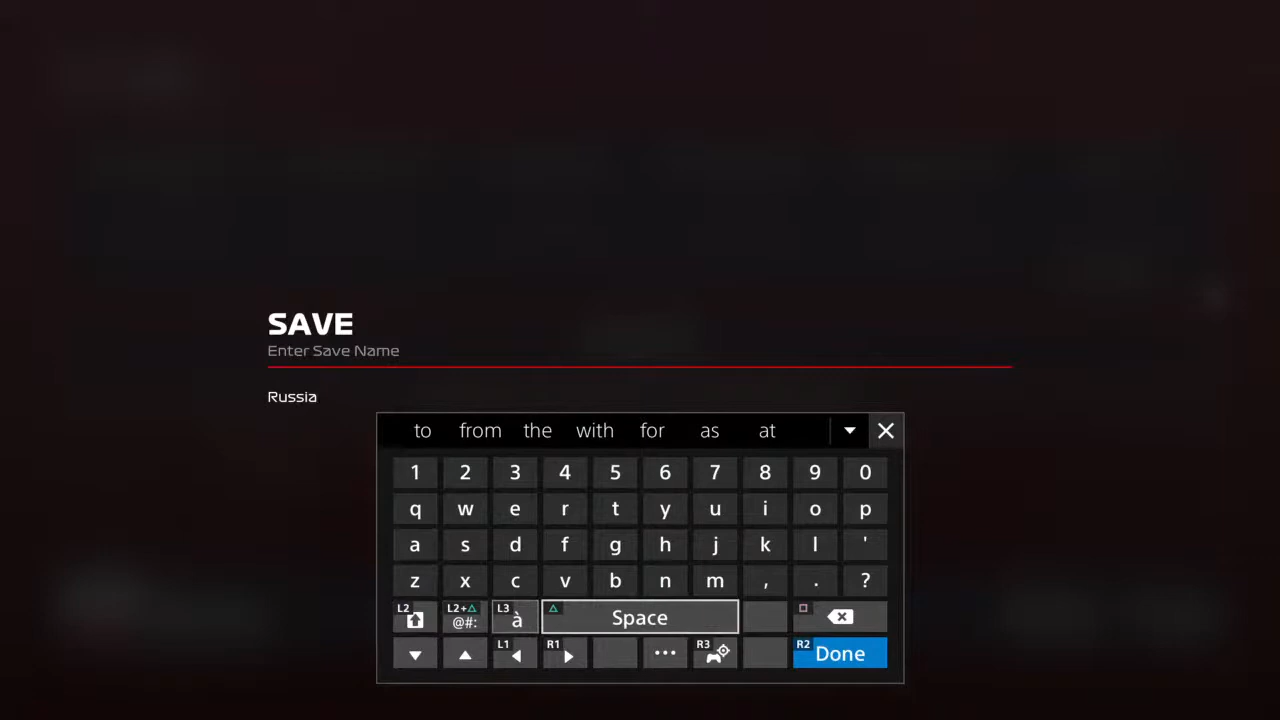 SAVE
Enter Save Name
Russia
to from the with for as at
1 2 3 4 5 6 7 8 9 0
q w e r t y u i o p
a s d f g h j k l '
z x c v b n m , . ?
L2 L2+△ @#: L3 à △ Space □
L1 R1 ••• R3 R2 Done